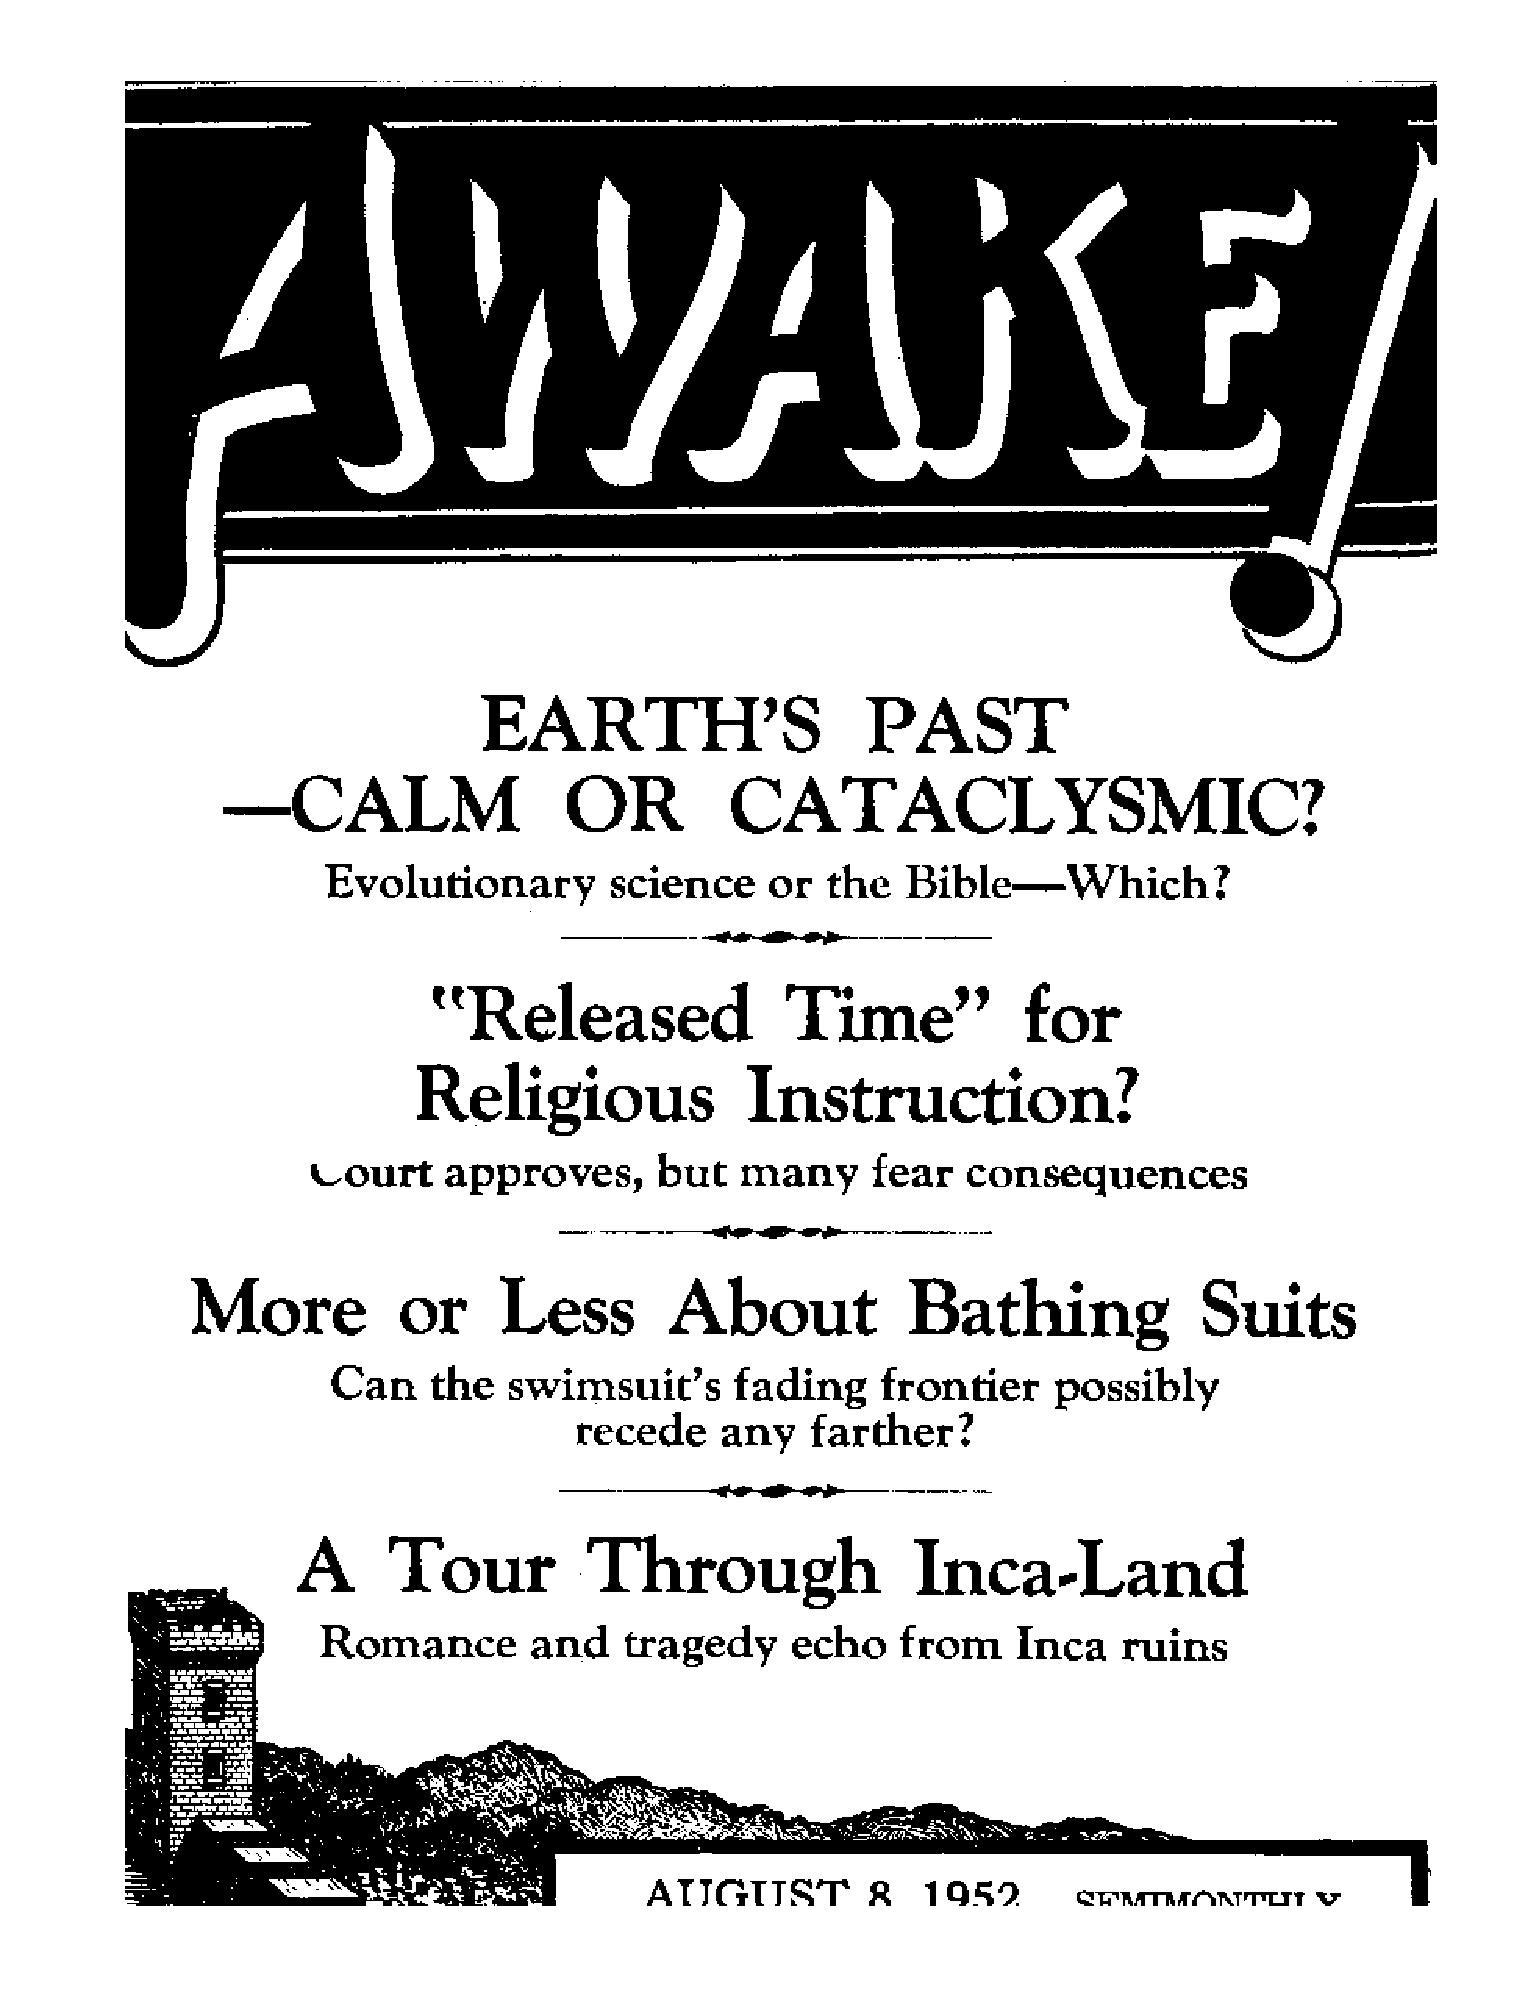 AWAKE!
EARTH'S PAST
—CALM OR CATACLYSMIC?
Evolutionary science or the Bible—Which?
"Released Time" for
Religious Instruction?
Court approves, but many fear consequences
More or Less About Bathing Suits
Can the swimsuit's fading frontier possibly
recede any farther?
A Tour Through Inca-Land
Romance and tragedy echo from Inca ruins
AUGUST 8, 1952 SEMIMONTHLY